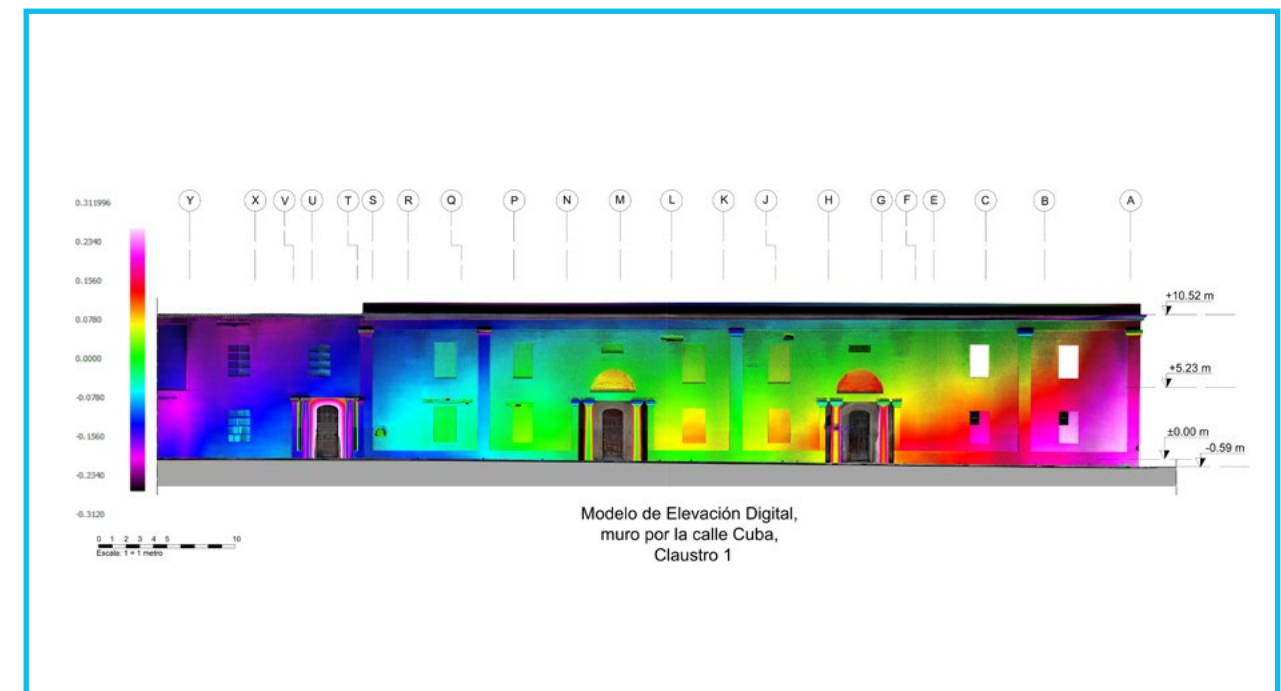 Y X V U T S R Q P N M L K J H G F E C B A
0.311996
0.2340
0.1560
0.0780
0.0000
-0.0780
-0.1560
-0.2340
-0.3120
+10.52 m
+5.23 m
±0.00 m
-0.59 m
0 1 2 3 4 5 10
Escala: 1 = 1 metro
Modelo de Elevación Digital,
muro por la calle Cuba,
Claustro 1